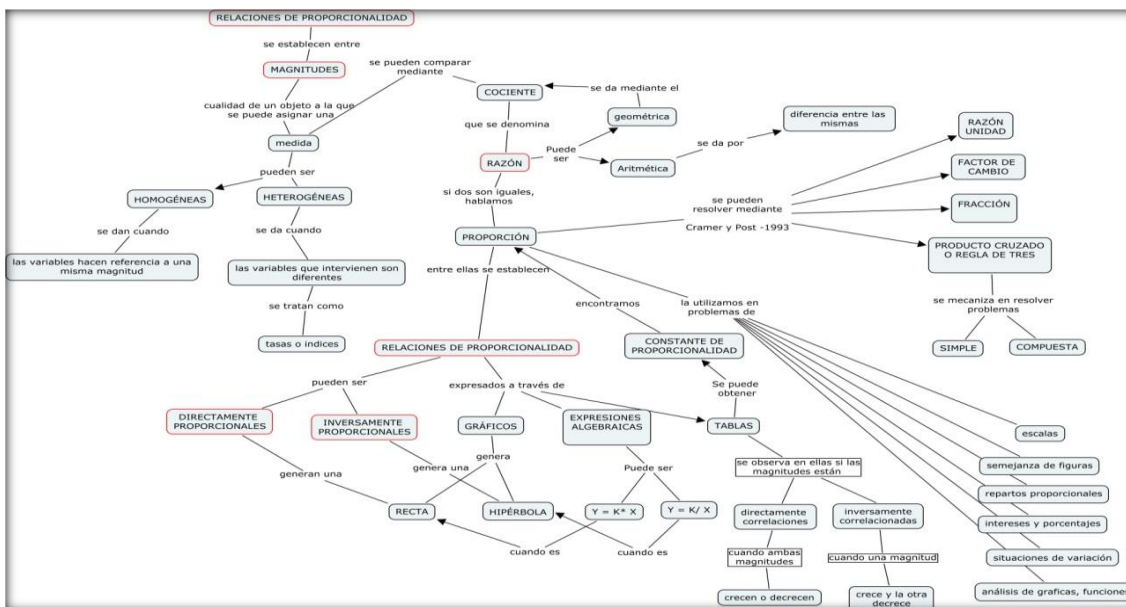 RELACIONES DE PROPORCIONALIDAD
se establecen entre
MAGNITUDES
cualidad de un objeto a la que
se puede asignar una
medida
se pueden comparar
mediante
COCIENTE
se da mediante el
geométrica
que se denomina
RAZÓN
Puede
ser
Aritmética
se da por
diferencia entre las
mismas
pueden ser
HOMOGÉNEAS
HETEROGÉNEAS
se dan cuando
se da cuando
las variables hacen referencia a una
misma magnitud
las variables que intervienen son
diferentes
se tratan como
tasas o indices
si dos son iguales,
hablamos
PROPORCIÓN
se pueden
resolver mediante
Cramer y Post -1993
RAZÓN
UNIDAD
FACTOR DE
CAMBIO
FRACCIÓN
PRODUCTO CRUZADO
O REGLA DE TRES
se mecaniza en resolver
problemas
SIMPLE
COMPUESTA
entre ellas se establecen
encontramos
la utilizamos en
problemas de
RELACIONES DE PROPORCIONALIDAD
CONSTANTE DE
PROPORCIONALIDAD
pueden ser
expresados a través de
Se puede
obtener
DIRECTAMENTE
PROPORCIONALES
INVERSAMENTE
PROPORCIONALES
GRÁFICOS
EXPRESIONES
ALGEBRAICAS
TABLAS
generan una
genera una
genera
Puede ser
se observa en ellas si las
magnitudes están
RECTA
HIPÉRBOLA
Y = K* X
Y = K/ X
cuando es
cuando es
directamente
correlaciones
inversamente
correlacionadas
cuando ambas
magnitudes
cuando una magnitud
crecen o decrecen
crece y la otra
decrece
escalas
semejanza de figuras
repartos proporcionales
intereses y porcentajes
situaciones de variación
análisis de graficas, funciones